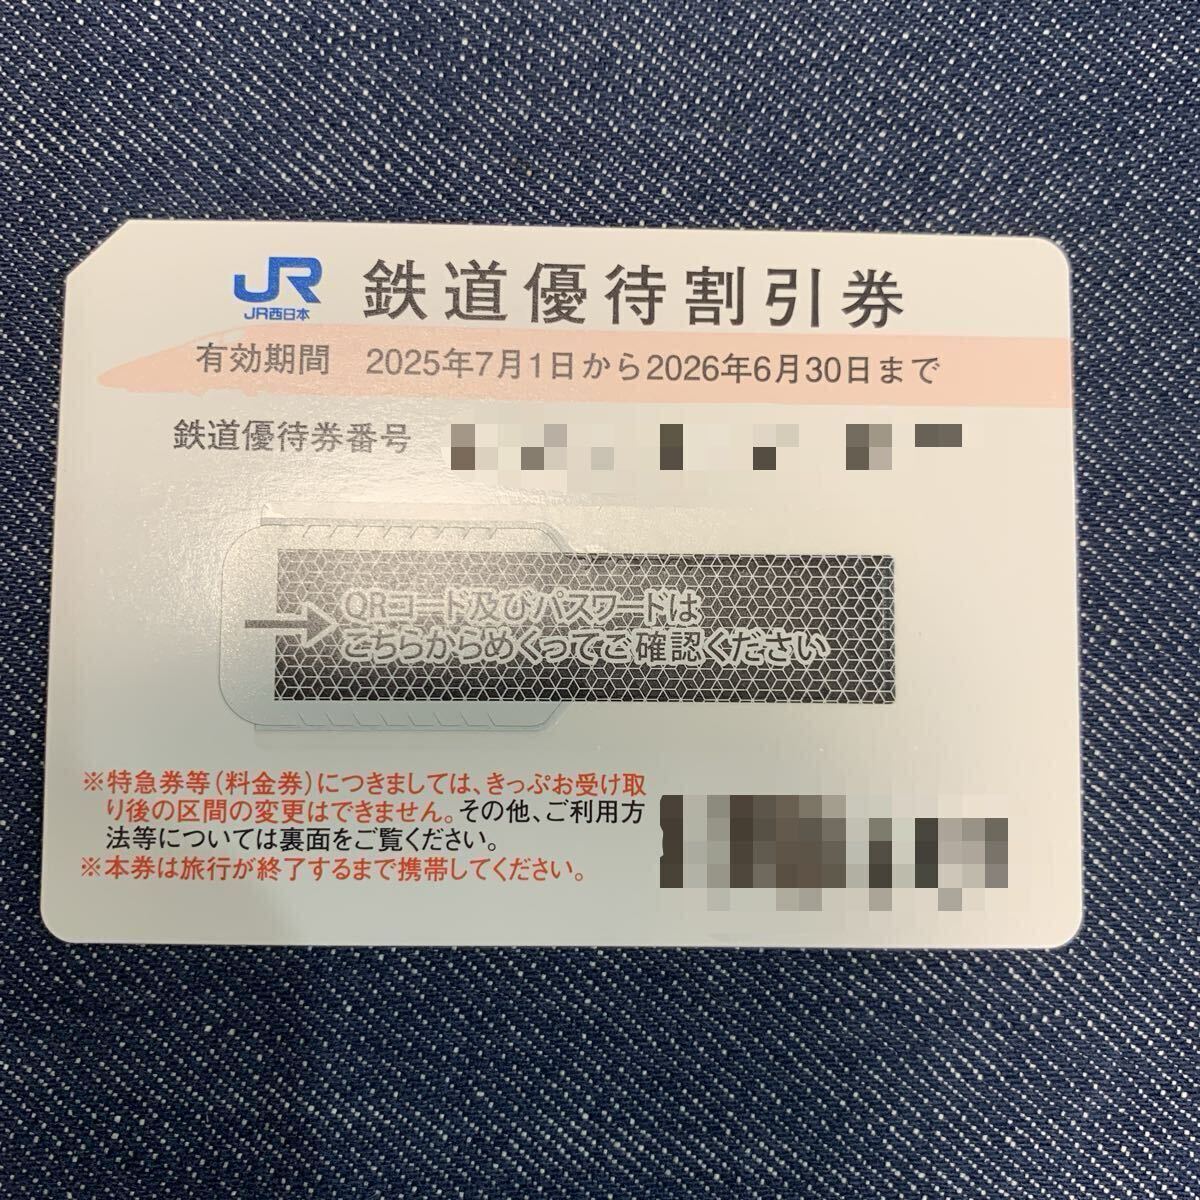 JR
JR西日本
鉄道優待割引券
有効期間 2025年7月1日から2026年6月30日まで
鉄道優待券番号
QRコード及びパスワードは
こちらからめくってご確認ください
※特急券等(料金券)につきましては、きっぷお受け取
り後の区間の変更はできません。その他、ご利用方
法等については裏面をご覧ください。
※本券は旅行が終了するまで携帯してください。